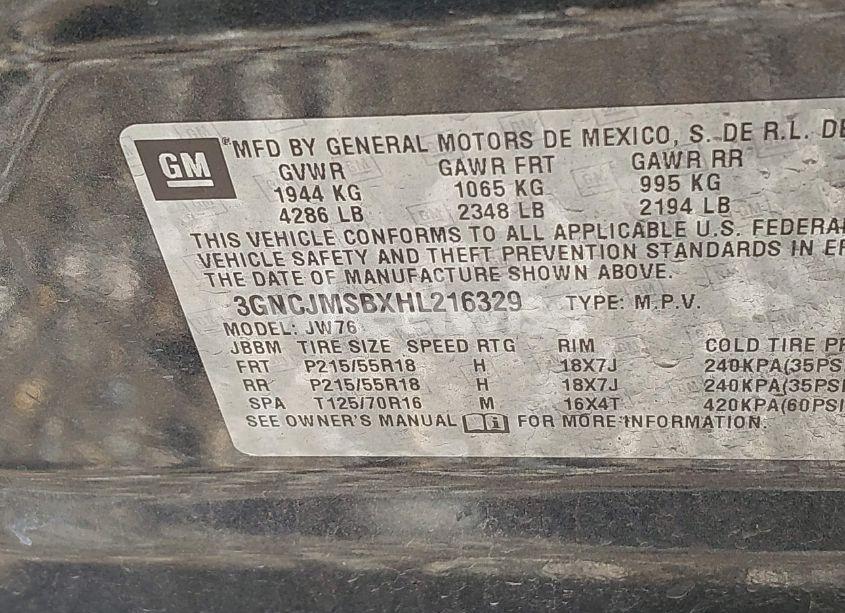 GM ® MFD BY GENERAL MOTORS DE MEXICO, S. DE R.L. DE
GVWR GAWR FRT GAWR RR
1944 KG 1065 KG 995 KG
4286 LB 2348 LB 2194 LB
THIS VEHICLE CONFORMS TO ALL APPLICABLE U.S. FEDERAL
VEHICLE SAFETY AND THEFT PREVENTION STANDARDS IN EF
THE DATE OF MANUFACTURE SHOWN ABOVE.
3GNCJMSBXHL216329 TYPE: M.P.V.
MODEL: JW76
JBBM TIRE SIZE SPEED RTG RIM COLD TIRE PR
FRT P215/55R18 H 18X7J 240KPA(35PSI
RR P215/55R18 H 18X7J 240KPA(35PSI
SPA T125/70R16 M 16X4T 420KPA(60PSI
SEE OWNER'S MANUAL FOR MORE INFORMATION.